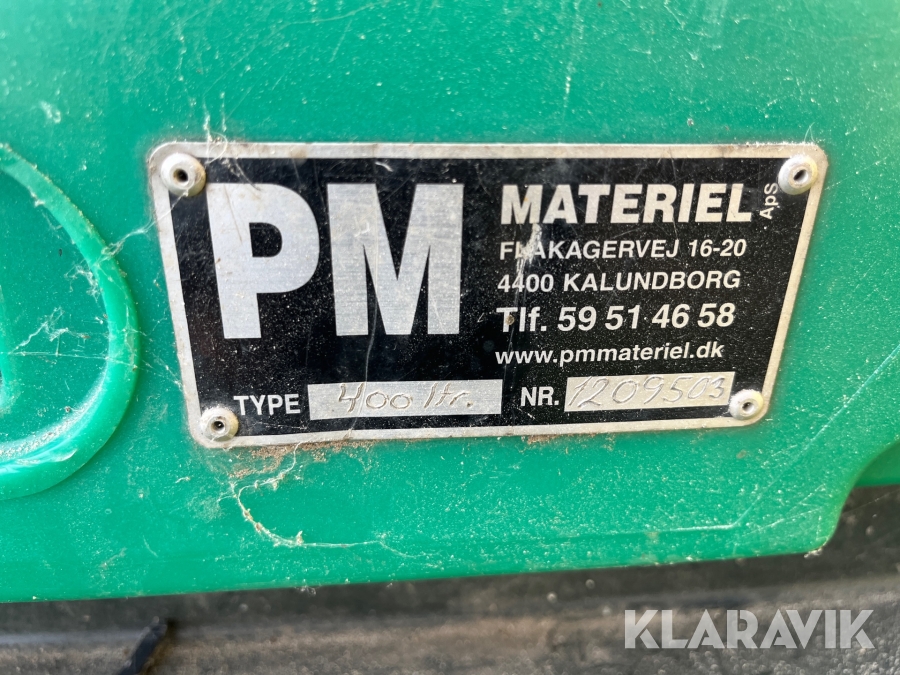 PM
MATERIEL ApS
FLAKAGERVEJ 16-20
4400 KALUNDBORG
Tlf. 59 51 46 58
www.pmmateriel.dk
TYPE 400 ltr. NR. 1209503
KLARAVIK